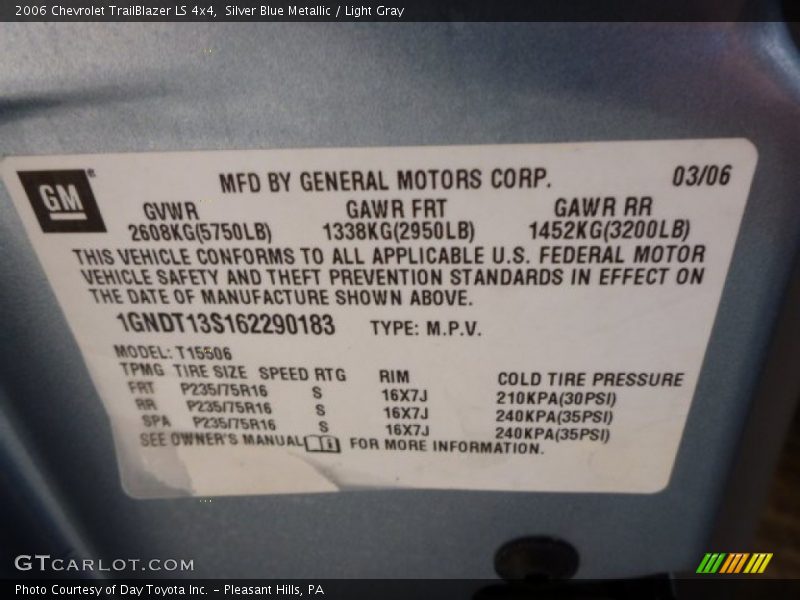 2006 Chevrolet TrailBlazer LS 4x4,  Silver Blue Metallic / Light Gray
GM
MFD BY GENERAL MOTORS CORP.
03/06
GVWR GAWR FRT GAWR RR
2608KG(5750LB) 1338KG(2950LB) 1452KG(3200LB)
THIS VEHICLE CONFORMS TO ALL APPLICABLE U.S. FEDERAL MOTOR
VEHICLE SAFETY AND THEFT PREVENTION STANDARDS IN EFFECT ON
THE DATE OF MANUFACTURE SHOWN ABOVE.
1GNDT13S162290183 TYPE: M.P.V.
MODEL: T15506
TPMG TIRE SIZE SPEED RTG RIM COLD TIRE PRESSURE
FRT P235/75R16 S 16X7J 210KPA(30PSI)
RR P235/75R16 S 16X7J 240KPA(35PSI)
SPA P235/75R16 S 16X7J 240KPA(35PSI)
SEE OWNER'S MANUAL FOR MORE INFORMATION.
GTCARLOT.COM
Photo Courtesy of Day Toyota Inc. - Pleasant Hills, PA